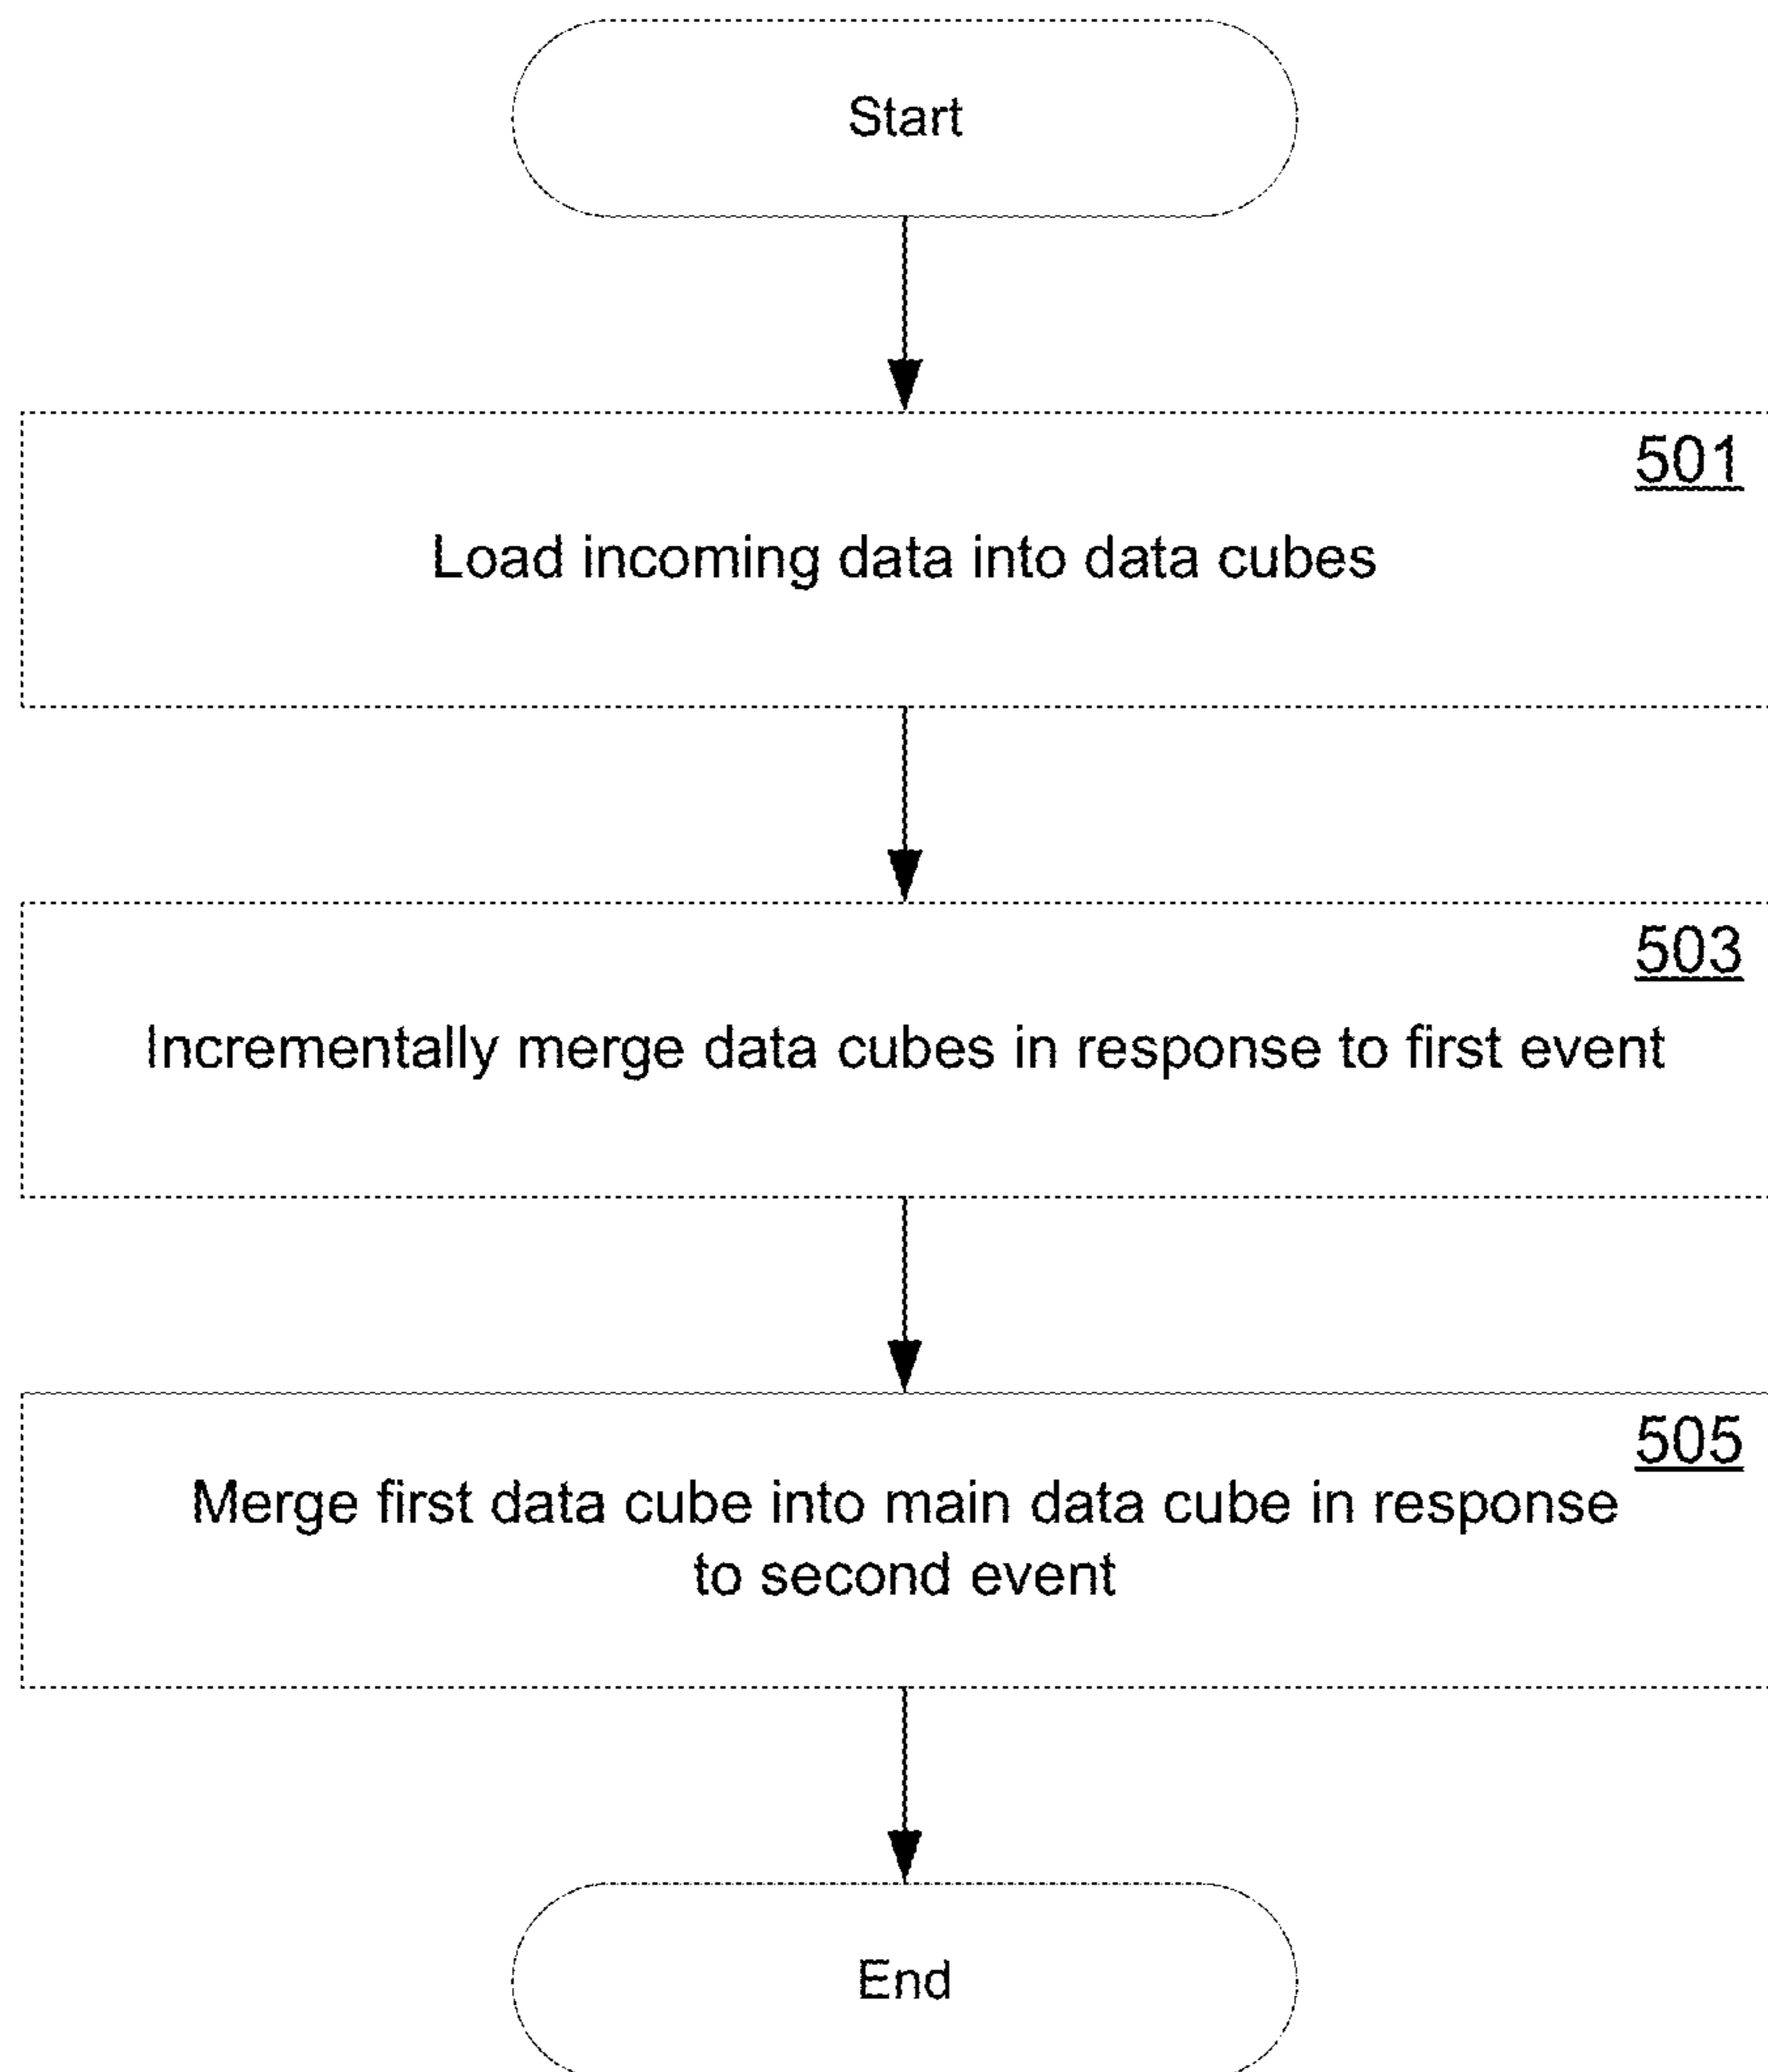 Start
501
Load incoming data into data cubes
503
Incrementally merge data cubes in response to first event
505
Merge first data cube into main data cube in response
to second event
End